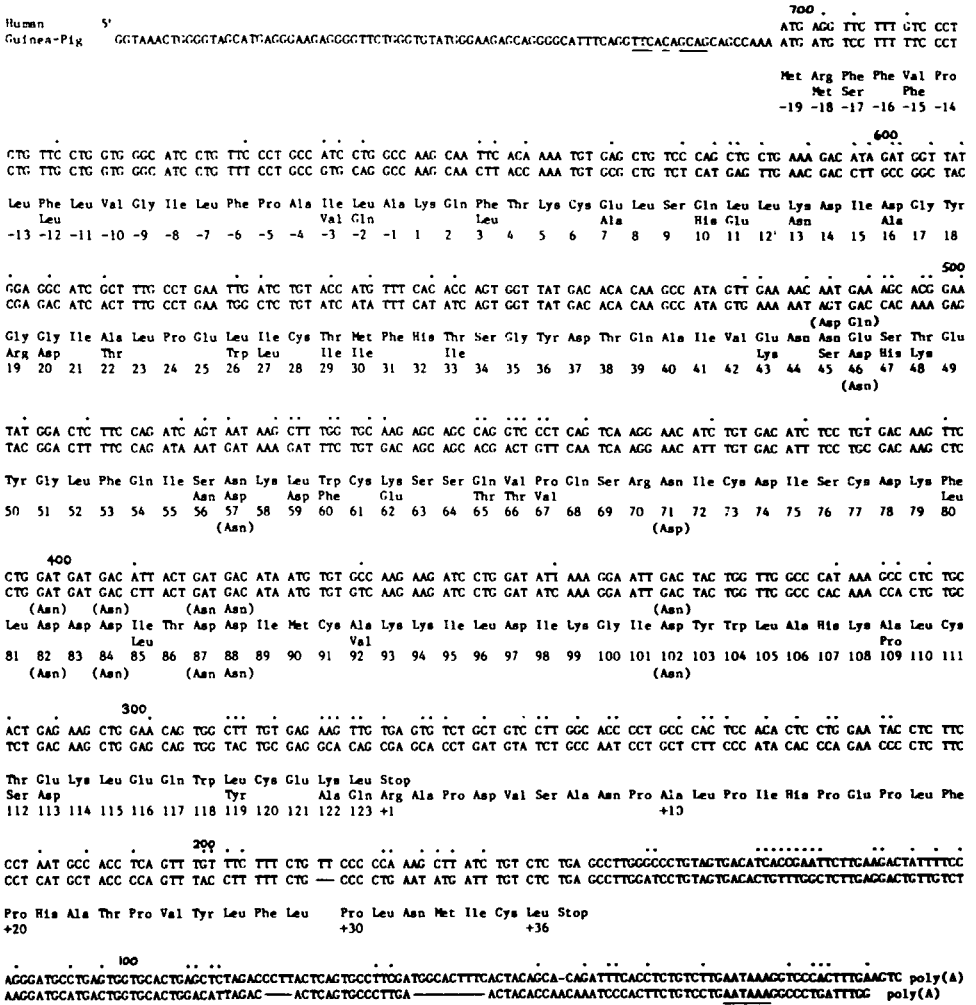 700
Human 5' ATG AGG TTC TTT GTC CCT
Guinea-Pig GGTAAACTGGGGTAGCATGAGGGAAGAGGGGTTCTGGGTGTATGGGAAGAGCAGGGGCATTTCAGGTTCACAGCAGCAGCCAAA ATG ATG TCC TTT TTC CCT
Met Arg Phe Phe Val Pro
Met Ser Phe
-19 -18 -17 -16 -15 -14
600
CTG TTC CTG GTG GGC ATC CTG TTC CCT GCC ATC CTG GCC AAG CAA TTC ACA AAA TGT GAG CTG TCC CAG CTG CTG AAA GAC ATA GAT GGT TAT
CTG TTG CTG GTG GGC ATC CTG TTT CCT GCC GTG CAG GCC AAG CAA CTT ACC AAA TGT GCG CTG TCT CAT GAG TTG AAC GAC CTT GCC GGC TAC
Leu Phe Leu Val Gly Ile Leu Phe Pro Ala Ile Leu Ala Lys Gln Phe Thr Lys Cys Glu Leu Ser Gln Leu Leu Lys Asp Ile Asp Gly Tyr
Leu Val Gln Leu Ala His Glu Asn Ala
-13 -12 -11 -10 -9 -8 -7 -6 -5 -4 -3 -2 -1 1 2 3 4 5 6 7 8 9 10 11 12' 13 14 15 16 17 18
500
GGA GGC ATC GCT TTG CCT GAA TTG ATC TGT ACC ATG TTT CAC ACC AGT GGT TAT GAC ACA CAA GCC ATA GTT GAA AAC AAT GAA AGC ACG GAA
CGA GAC ATC ACT TTG CCT GAA TGG CTC TGT ATC ATA TTT CAT ATC AGT GGT TAT GAC ACA CAA GCC ATA GTG AAA AAT AGT GAC CAC AAA GAG
(Asp Gln)
Gly Gly Ile Ala Leu Pro Glu Leu Ile Cys Thr Met Phe His Thr Ser Gly Tyr Asp Thr Gln Ala Ile Val Glu Asn Asn Glu Ser Thr Glu
Arg Asp Thr Trp Leu Ile Ile Ile Lys Ser Asp His Lys
19 20 21 22 23 24 25 26 27 28 29 30 31 32 33 34 35 36 37 38 39 40 41 42 43 44 45 46 47 48 49
(Asn)
TAT GGA CTC TTC CAG ATC AGT AAT AAG CTT TGG TGC AAG AGC AGC CAG GTC CCT CAG TCA AGG AAC ATC TGT GAC ATC TCC TGT GAC AAG TTC
TAC GGA CTT TTC CAG ATA AAT GAT AAA GAT TTC TGT GAC AGC AGC ACG ACT GTT CAA TCA AGG AAC ATT TGT GAC ATT TCC TGC GAC AAG CTC
Tyr Gly Leu Phe Gln Ile Ser Asn Lys Leu Trp Cys Lys Ser Ser Gln Val Pro Gln Ser Arg Asn Ile Cys Asp Ile Ser Cys Asp Lys Phe
Asn Asp Asp Phe Glu Thr Thr Val Leu
50 51 52 53 54 55 56 57 58 59 60 61 62 63 64 65 66 67 68 69 70 71 72 73 74 75 76 77 78 79 80
(Asn) (Asp)
400
CTG GAT GAT GAC ATT ACT GAT GAC ATA ATG TGT GCC AAG AAG ATC CTG GAT ATT AAA GGA ATT GAC TAC TGG TTG GCC CAT AAA GCC CTC TGC
CTG GAT GAT GAC CTT ACT GAT GAC ATA ATG TGT GTC AAG AAG ATC CTG GAT ATC AAA GGA ATT GAC TAC TGG TTG GCC CAC AAA CCA CTG TGC
(Asn) (Asn) (Asn Asn) (Asn)
Leu Asp Asp Asp Ile Thr Asp Asp Ile Met Cys Ala Lys Lys Ile Leu Asp Ile Lys Gly Ile Asp Tyr Trp Leu Ala His Lys Ala Leu Cys
Leu Val Pro
81 82 83 84 85 86 87 88 89 90 91 92 93 94 95 96 97 98 99 100 101 102 103 104 105 106 107 108 109 110 111
(Asn) (Asn) (Asn Asn) (Asn)
300
ACT GAG AAG CTG GAA CAG TGG CTT TGT GAG AAG TTG TGA GTG TCT GCT GTC CTT GGC ACC CCT GCC CAC TCC ACA CTC CTG GAA TAC CTC TTC
TCT GAC AAG CTG GAG CAG TGG TAC TGC GAG GCA CAG CGA GCA CCT GAT GTA TCT GCC AAT CCT GCT CTT CCC ATA CAC CCA GAA CCC CTC TTC
Thr Glu Lys Leu Glu Gln Trp Leu Cys Glu Lys Leu Stop
Ser Asp Tyr Ala Gln Arg Ala Pro Asp Val Ser Ala Asn Pro Ala Leu Pro Ile His Pro Glu Pro Leu Phe
112 113 114 115 116 117 118 119 120 121 122 123 +1 +10
200
CCT AAT GCC ACC TCA GTT TGT TTC TTT CTG TT CCC CCA AAG CTT ATC TGT CTC TGA GCCTTGGGCCCTGTAGTGACATCACCGAATTCTTGAAGACTATTTTCC
CCT CAT GCT ACC CCA GTT TAC CTT TTT CTG — CCC CTG AAT ATG ATT TGT CTC TGA GCCTTGGATCCTGTAGTGACACTGTTTGGCTCTTGAGGACTGTTGTCT
Pro His Ala Thr Pro Val Tyr Leu Phe Leu Pro Leu Asn Met Ile Cys Leu Stop
+20 +30 +36
100
AGGGATGCCTGAGTGGTGCACTGAGCTCTAGACCCTTACTCAGTGCCTTCGATGGCACTTTGACTACAGCA-CAGATTTCACCTCTGTCTTGAATAAAGGTCCCACTTTGAAGTC poly(A)
AAGGATGCATGACTGGTGCACTGGACATTAGAC — ACTCAGTGCCCTTGA — ACTACACCAACAAATCCCACTTCTGTCCTGAATAAAGGCCCCTGATTTGG poly(A)